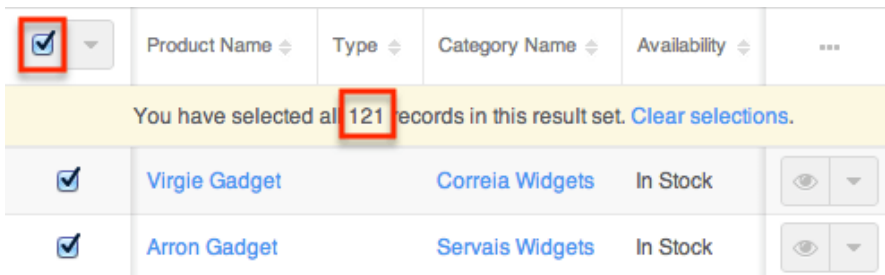 Product Name Type Category Name Availability
You have selected all 121 records in this result set. Clear selections.
Virgie Gadget Correia Widgets In Stock
Arron Gadget Servais Widgets In Stock